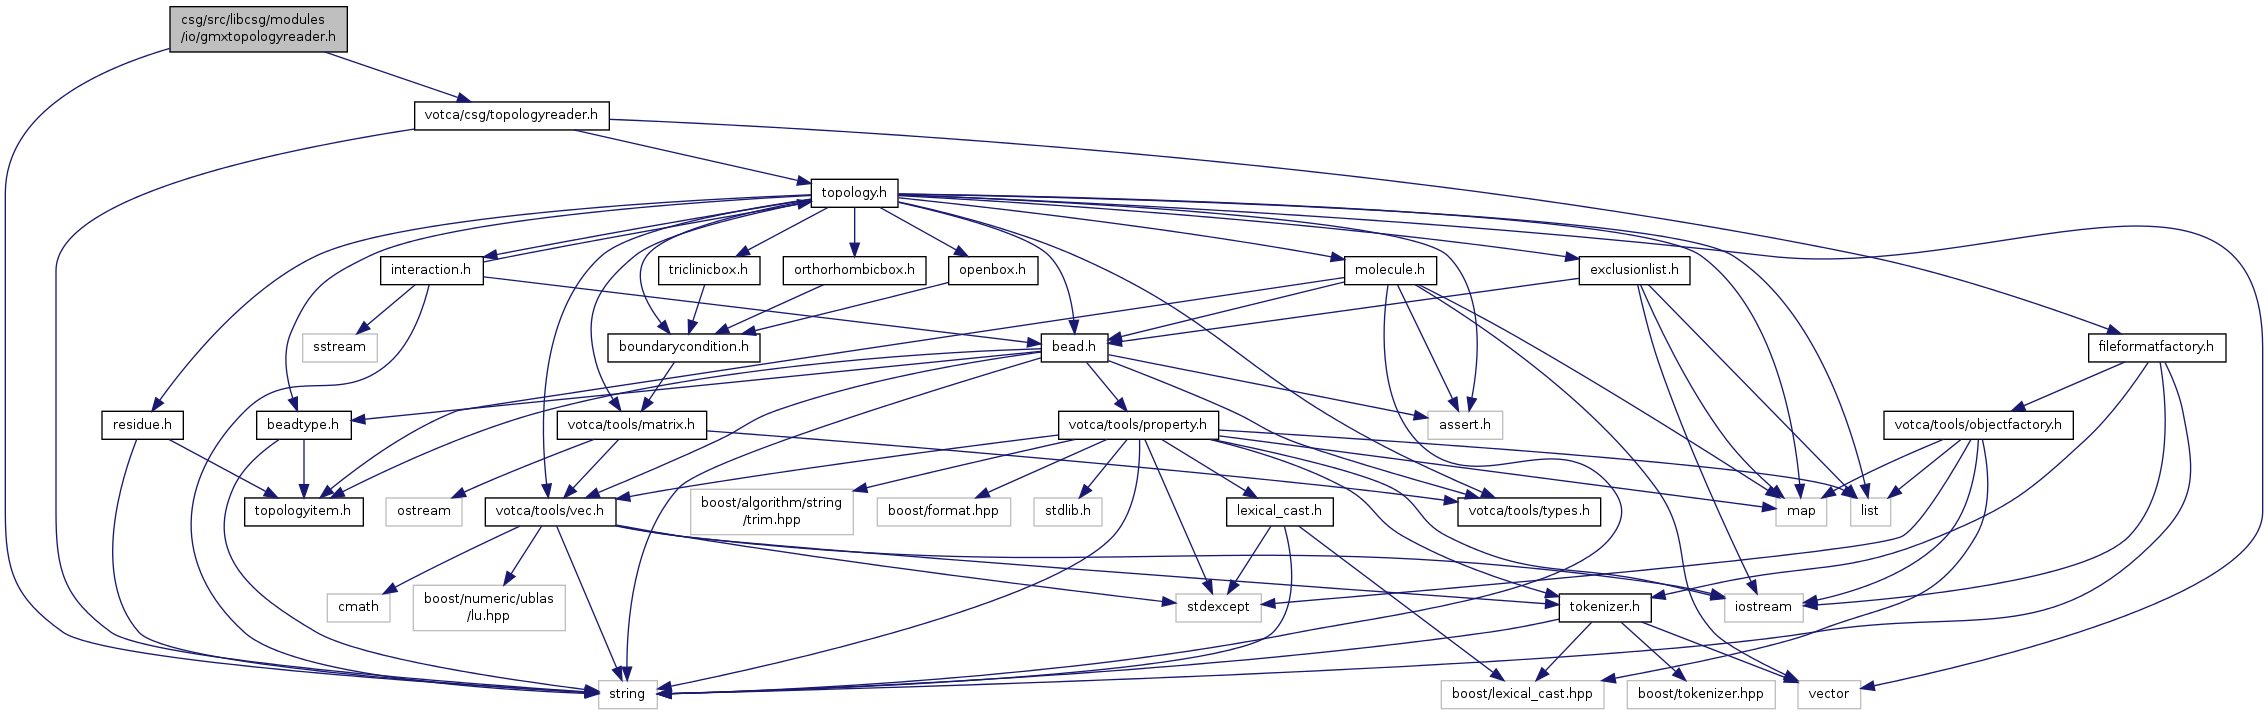 csg/src/libcsg/modules
/io/gmxtopologyreader.h
votca/csg/topologyreader.h
topology.h
interaction.h
triclinicbox.h
orthorhombicbox.h
openbox.h
molecule.h
exclusionlist.h
sstream
boundarycondition.h
bead.h
fileformatfactory.h
residue.h
beadtype.h
votca/tools/matrix.h
votca/tools/property.h
assert.h
votca/tools/objectfactory.h
topologyitem.h
ostream
votca/tools/vec.h
boost/algorithm/string
/trim.hpp
boost/format.hpp
stdlib.h
lexical_cast.h
votca/tools/types.h
map
list
cmath
boost/numeric/ublas
/lu.hpp
stdexcept
tokenizer.h
iostream
string
boost/lexical_cast.hpp
boost/tokenizer.hpp
vector